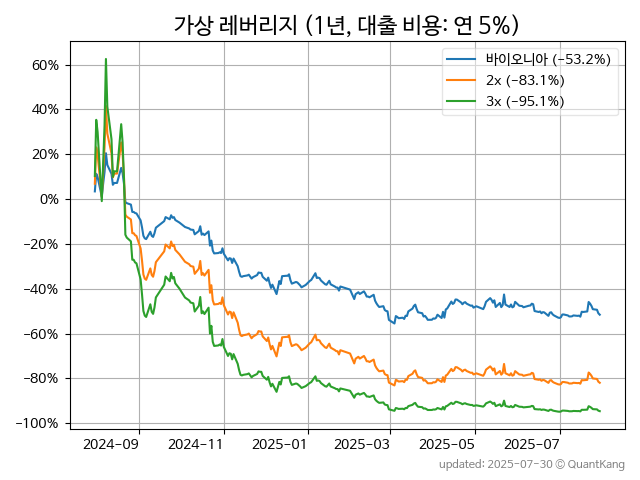 가상 레버리지 (1년, 대출 비용: 연 5%)
바이오니아 (-53.2%)
2x (-83.1%)
3x (-95.1%)
60%
40%
20%
0%
−20%
−40%
−60%
−80%
−100%
2024-09 2024-11 2025-01 2025-03 2025-05 2025-07
updated: 2025-07-30 © QuantKang